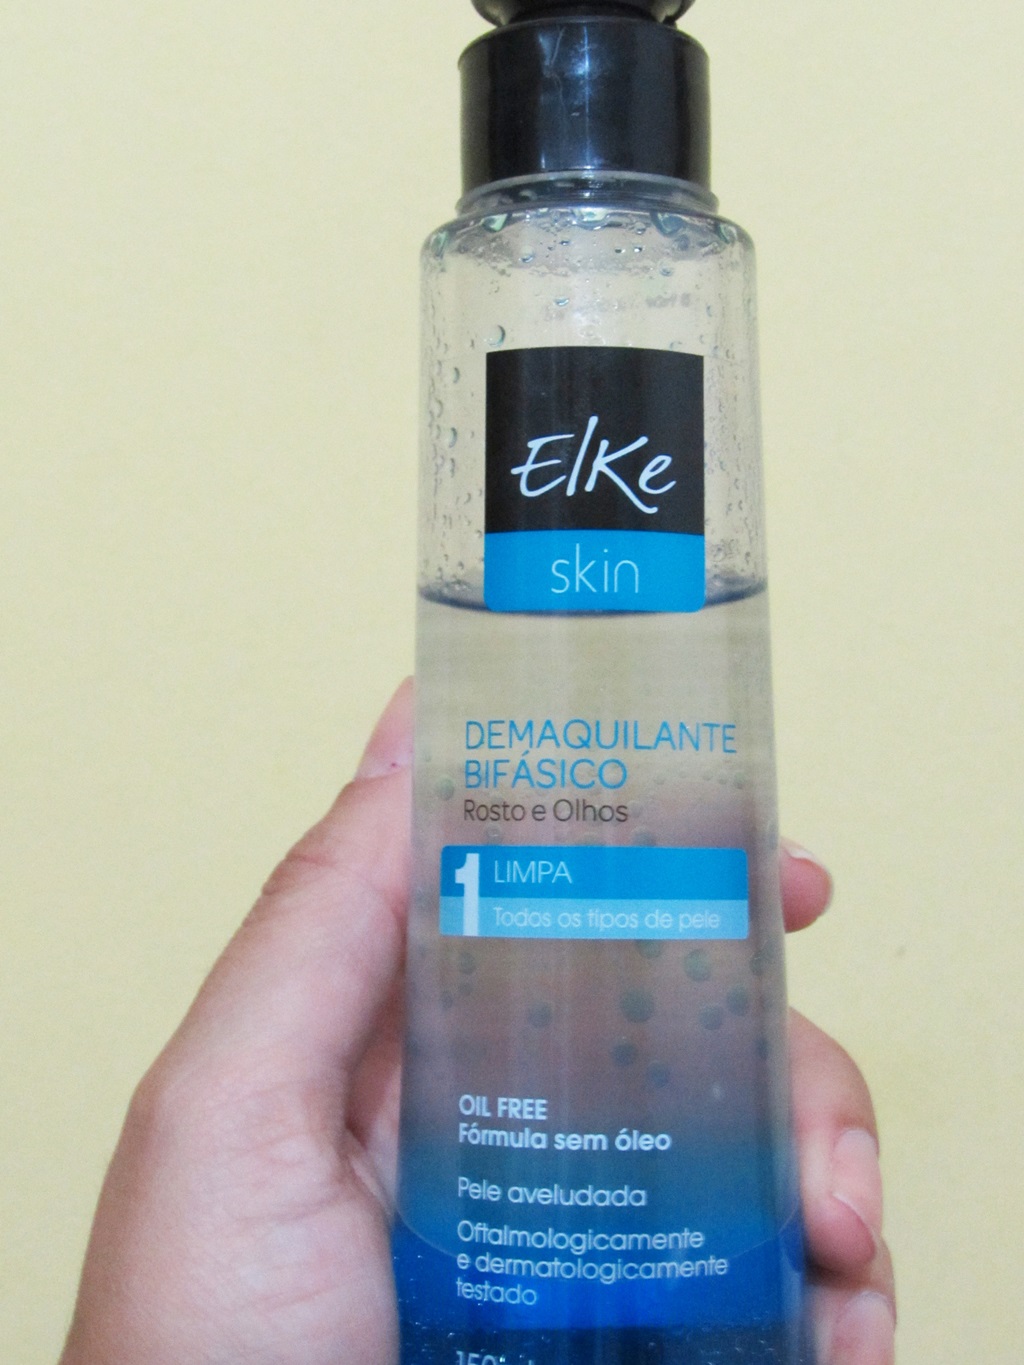 Elke
skin
DEMAQUILANTE
BIFÁSICO
Rosto e Olhos
1 LIMPA
Todos os tipos de pele
OIL FREE
Fórmula sem óleo
Pele aveludada
Oftalmologicamente
e dermatologicamente
testado